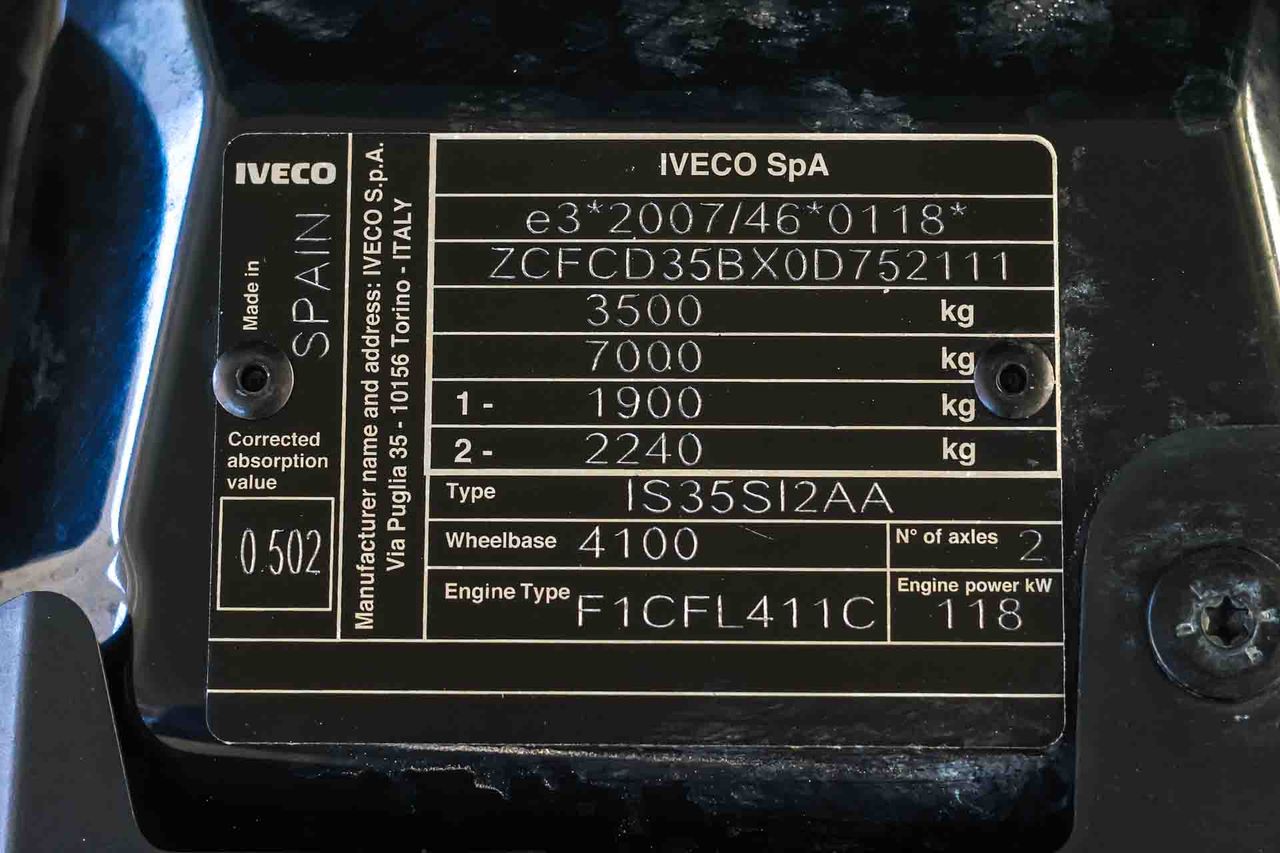 IVECO
Made in
SPAIN
Corrected
absorption
value
0.502
Manufacturer name and address: IVECO S.p.A.
Via Puglia 35 - 10156 Torino - ITALY
IVECO SpA
e3*2007/46*0118*
ZCFCD35BX0D752111
3500 kg
7000 kg
1 - 1900 kg
2 - 2240 kg
Type IS35SI2AA
Wheelbase 4100 N° of axles 2
Engine Type F1CFL411C Engine power kW 118